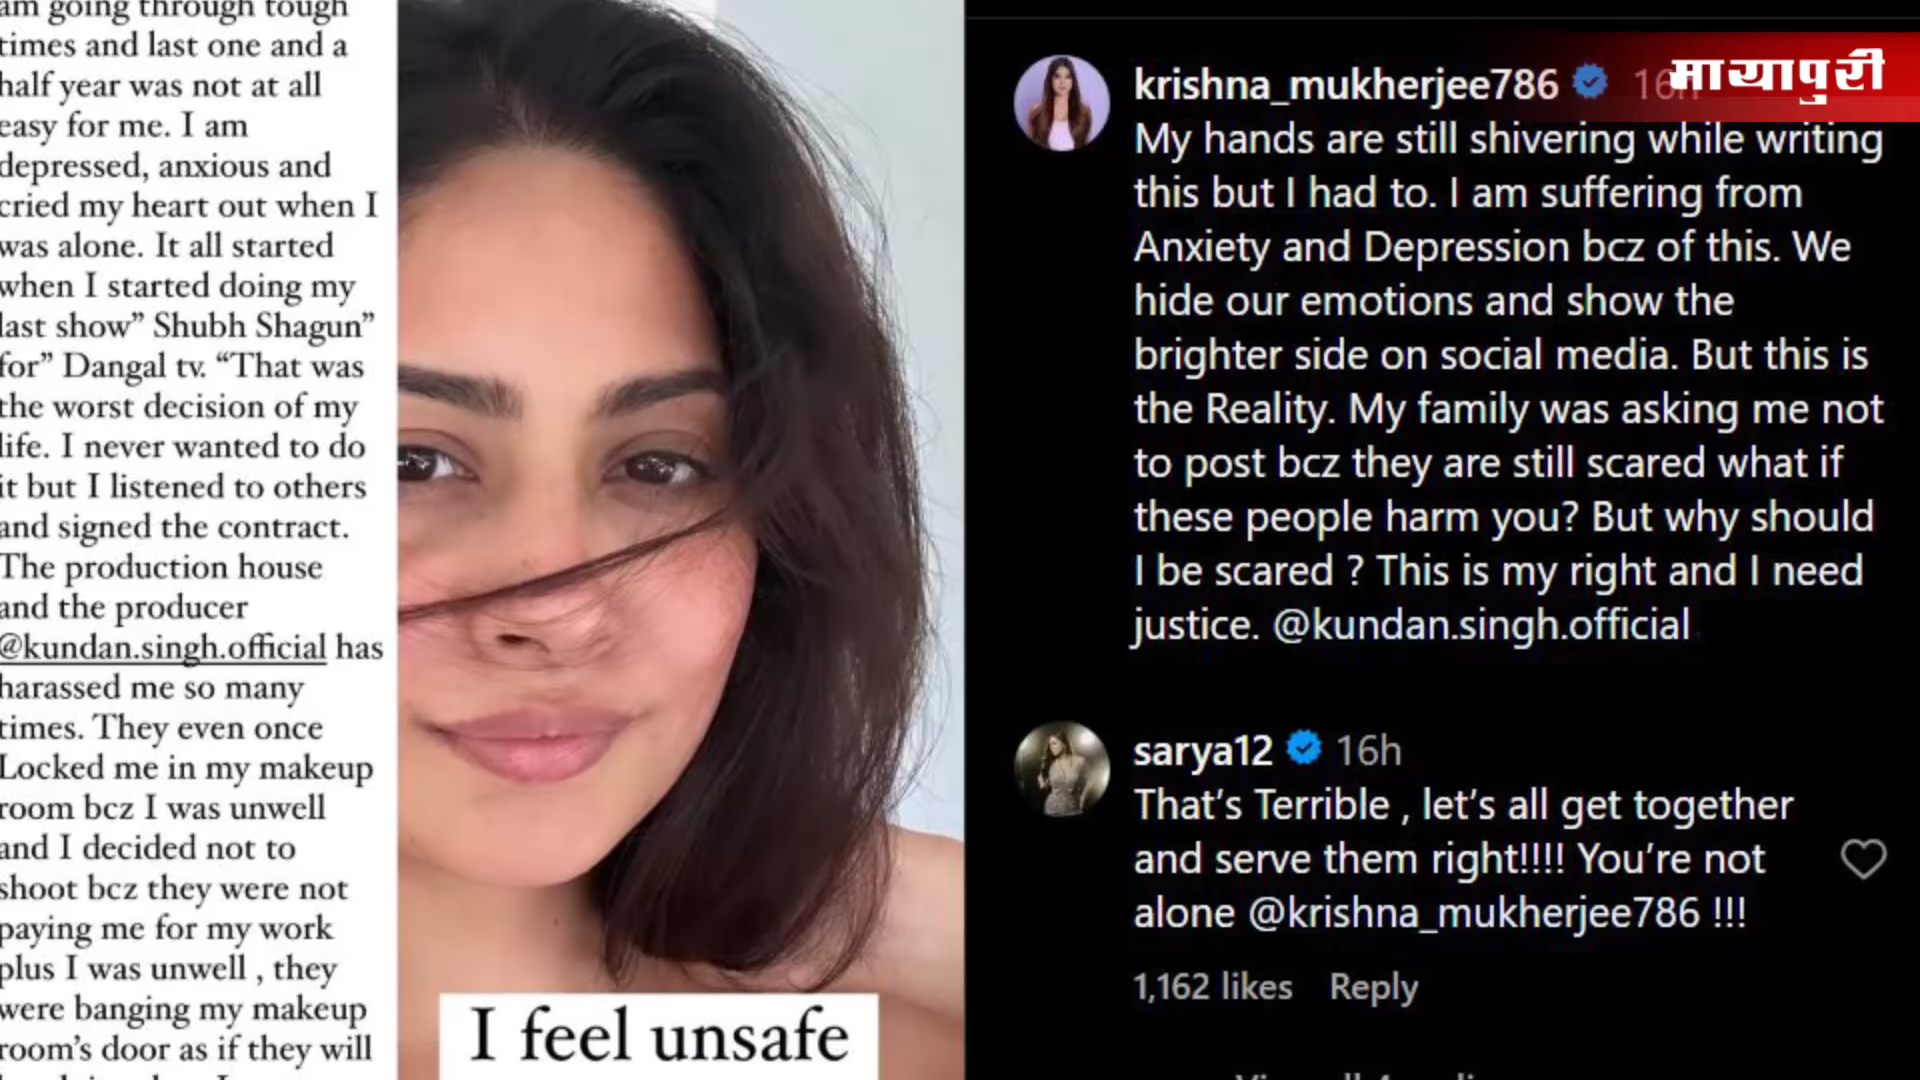 am going through tough
times and last one and a
half year was not at all
easy for me. I am
depressed, anxious and
cried my heart out when I
was alone. It all started
when I started doing my
last show” Shubh Shagun”
for” Dangal tv. “That was
the worst decision of my
life. I never wanted to do
it but I listened to others
and signed the contract.
The production house
and the producer
@kundan.singh.official has
harassed me so many
times. They even once
Locked me in my makeup
room bcz I was unwell
and I decided not to
shoot bcz they were not
paying me for my work
plus I was unwell , they
were banging my makeup
room’s door as if they will
I feel unsafe
krishna_mukherjee786 16h
मायापुरी
My hands are still shivering while writing
this but I had to. I am suffering from
Anxiety and Depression bcz of this. We
hide our emotions and show the
brighter side on social media. But this is
the Reality. My family was asking me not
to post bcz they are still scared what if
these people harm you? But why should
I be scared ? This is my right and I need
justice. @kundan.singh.official
sarya12 16h
That’s Terrible , let’s all get together
and serve them right!!!! You’re not
alone @krishna_mukherjee786 !!!
1,162 likes Reply